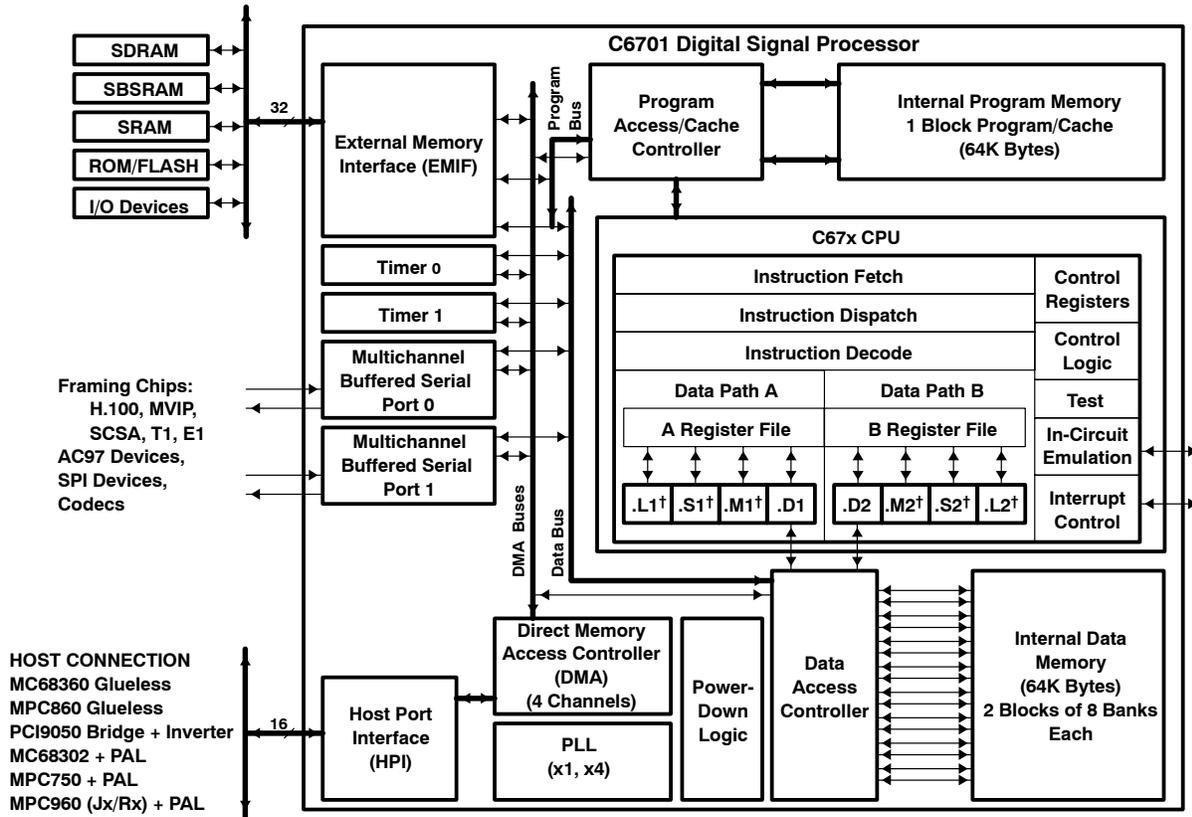 C6701 Digital Signal Processor
SDRAM
SBSRAM
SRAM
ROM/FLASH
I/O Devices
32
External Memory
Interface (EMIF)
Timer 0
Timer 1
Multichannel
Buffered Serial
Port 0
Multichannel
Buffered Serial
Port 1
Framing Chips:
H.100, MVIP,
SCSA, T1, E1
AC97 Devices,
SPI Devices,
Codecs
Program
Bus
DMA Buses
Data Bus
Program
Access/Cache
Controller
Internal Program Memory
1 Block Program/Cache
(64K Bytes)
C67x CPU
Instruction Fetch
Instruction Dispatch
Instruction Decode
Control
Registers
Control
Logic
Test
In-Circuit
Emulation
Interrupt
Control
Data Path A
A Register File
.L1† .S1† .M1† .D1
Data Path B
B Register File
.D2 .M2† .S2† .L2†
HOST CONNECTION
MC68360 Glueless
MPC860 Glueless
PCI9050 Bridge + Inverter
MC68302 + PAL
MPC750 + PAL
MPC960 (Jx/Rx) + PAL
16
Host Port
Interface
(HPI)
Direct Memory
Access Controller
(DMA)
(4 Channels)
PLL
(x1, x4)
Power-
Down
Logic
Data
Access
Controller
Internal Data
Memory
(64K Bytes)
2 Blocks of 8 Banks
Each